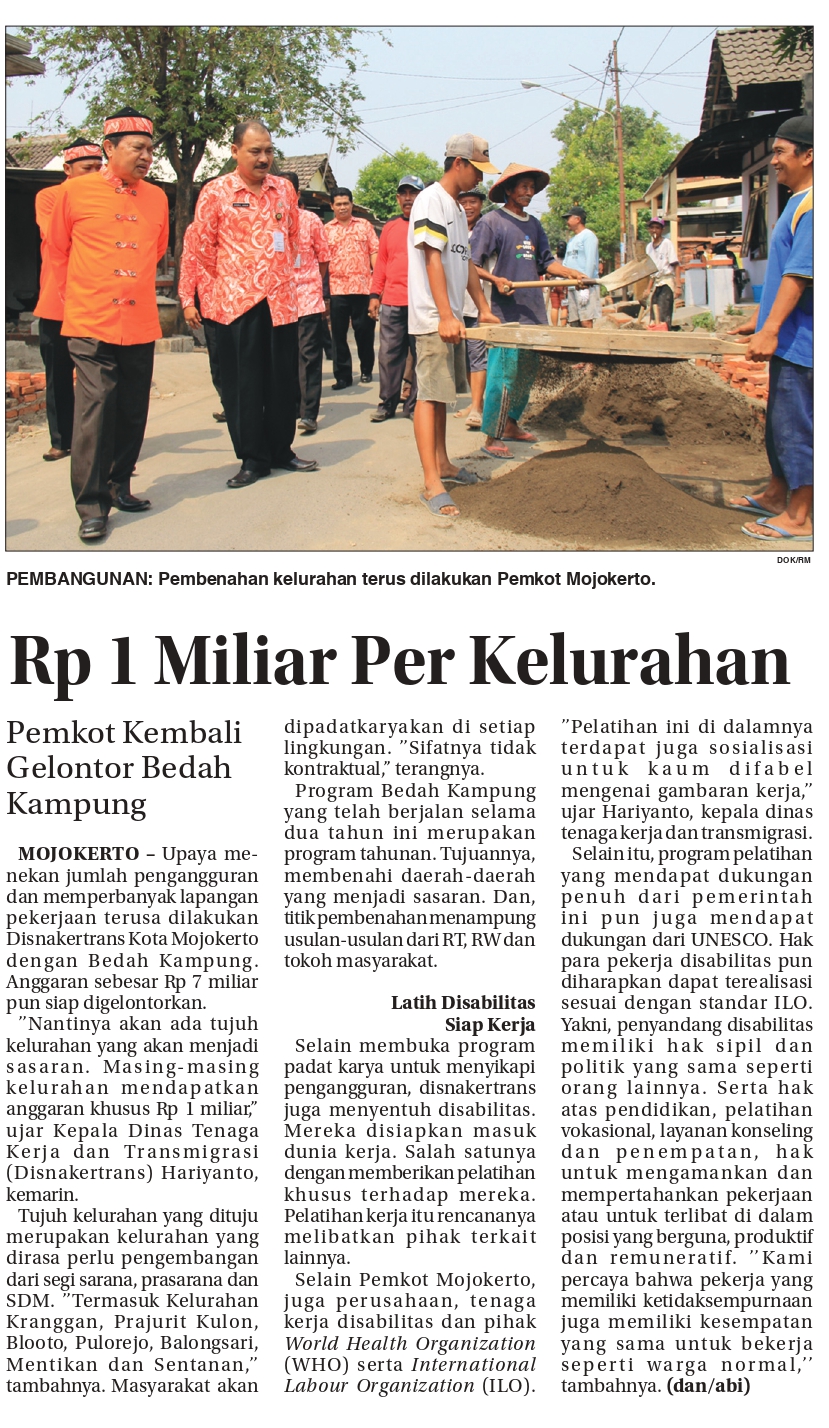 DOK/RM
PEMBANGUNAN: Pembenahan kelurahan terus dilakukan Pemkot Mojokerto.
Rp 1 Miliar Per Kelurahan
Pemkot Kembali
Gelontor Bedah
Kampung
MOJOKERTO – Upaya me-
nekan jumlah pengangguran
dan memperbanyak lapangan
pekerjaan terusa dilakukan
Disnakertrans Kota Mojokerto
dengan Bedah Kampung.
Anggaran sebesar Rp 7 miliar
pun siap digelontorkan.
”Nantinya akan ada tujuh
kelurahan yang akan menjadi
sasaran. Masing-masing
kelurahan mendapatkan
anggaran khusus Rp 1 miliar,”
ujar Kepala Dinas Tenaga
Kerja dan Transmigrasi
(Disnakertrans) Hariyanto,
kemarin.
Tujuh kelurahan yang dituju
merupakan kelurahan yang
dirasa perlu pengembangan
dari segi sarana, prasarana dan
SDM. ”Termasuk Kelurahan
Kranggan, Prajurit Kulon,
Blooto, Pulorejo, Balongsari,
Mentikan dan Sentanan,”
tambahnya. Masyarakat akan
dipadatkaryakan di setiap
lingkungan. ”Sifatnya tidak
kontraktual,” terangnya.
Program Bedah Kampung
yang telah berjalan selama
dua tahun ini merupakan
program tahunan. Tujuannya,
membenahi daerah-daerah
yang menjadi sasaran. Dan,
titik pembenahan menampung
usulan-usulan dari RT, RW dan
tokoh masyarakat.
Latih Disabilitas
Siap Kerja
Selain membuka program
padat karya untuk menyikapi
pengangguran, disnakertrans
juga menyentuh disabilitas.
Mereka disiapkan masuk
dunia kerja. Salah satunya
dengan memberikan pelatihan
khusus terhadap mereka.
Pelatihan kerja itu rencananya
melibatkan pihak terkait
lainnya.
Selain Pemkot Mojokerto,
juga perusahaan, tenaga
kerja disabilitas dan pihak
World Health Organization
(WHO) serta International
Labour Organization (ILO).
”Pelatihan ini di dalamnya
terdapat juga sosialisasi
untuk kaum difabel
mengenai gambaran kerja,”
ujar Hariyanto, kepala dinas
tenaga kerja dan transmigrasi.
Selain itu, program pelatihan
yang mendapat dukungan
penuh dari pemerintah
ini pun juga mendapat
dukungan dari UNESCO. Hak
para pekerja disabilitas pun
diharapkan dapat terealisasi
sesuai dengan standar ILO.
Yakni, penyandang disabilitas
memiliki hak sipil dan
politik yang sama seperti
orang lainnya. Serta hak
atas pendidikan, pelatihan
vokasional, layanan konseling
dan penempatan, hak
untuk mengamankan dan
mempertahankan pekerjaan
atau untuk terlibat di dalam
posisi yang berguna, produktif
dan remuneratif. ’’Kami
percaya bahwa pekerja yang
memiliki ketidaksempurnaan
juga memiliki kesempatan
yang sama untuk bekerja
seperti warga normal,’’
tambahnya. (dan/abi)